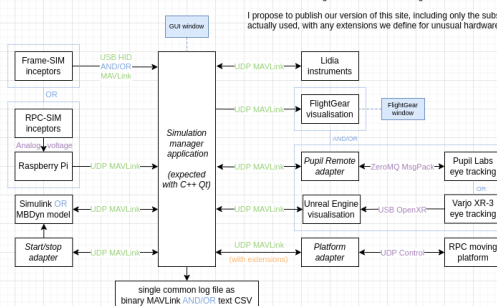 I propose to publish our version of this site, including only the subs
actually used, with any extensions we define for unusual hardware
GUI window
Frame-SIM
inceptors
USB HID
AND/OR
MAVLink
UDP MAVLink
Lidia
instruments
OR
RPC-SIM
inceptors
Analog voltage
Raspberry Pi
UDP MAVLink
Simulation
manager
application
(expected
with C++ Qt)
UDP MAVLink
FlightGear
visualisation
FlightGear
window
AND/OR
UDP MAVLink
Pupil Remote
adapter
ZeroMQ MsgPack
Pupil Labs
eye tracking
OR
Simulink OR
MBDyn model
UDP MAVLink
UDP MAVLink
Unreal Engine
visualisation
USB OpenXR
Varjo XR-3
eye tracking
Start/stop
adapter
UDP MAVLink
UDP MAVLink
(with extensions)
Platform
adapter
UDP Control
RPC moving
platform
single common log file as
binary MAVLink AND/OR text CSV